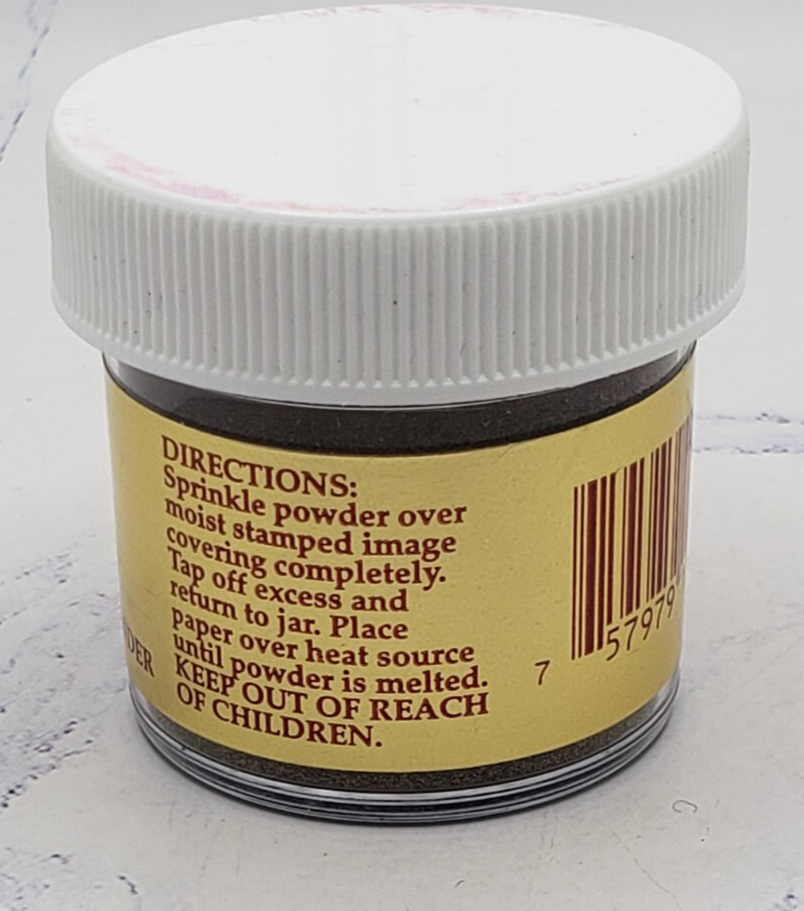 DIRECTIONS:
Sprinkle powder over
moist stamped image
covering completely.
Tap off excess and
return to jar. Place
paper over heat source
until powder is melted.
KEEP OUT OF REACH
OF CHILDREN.
DER
7 57979